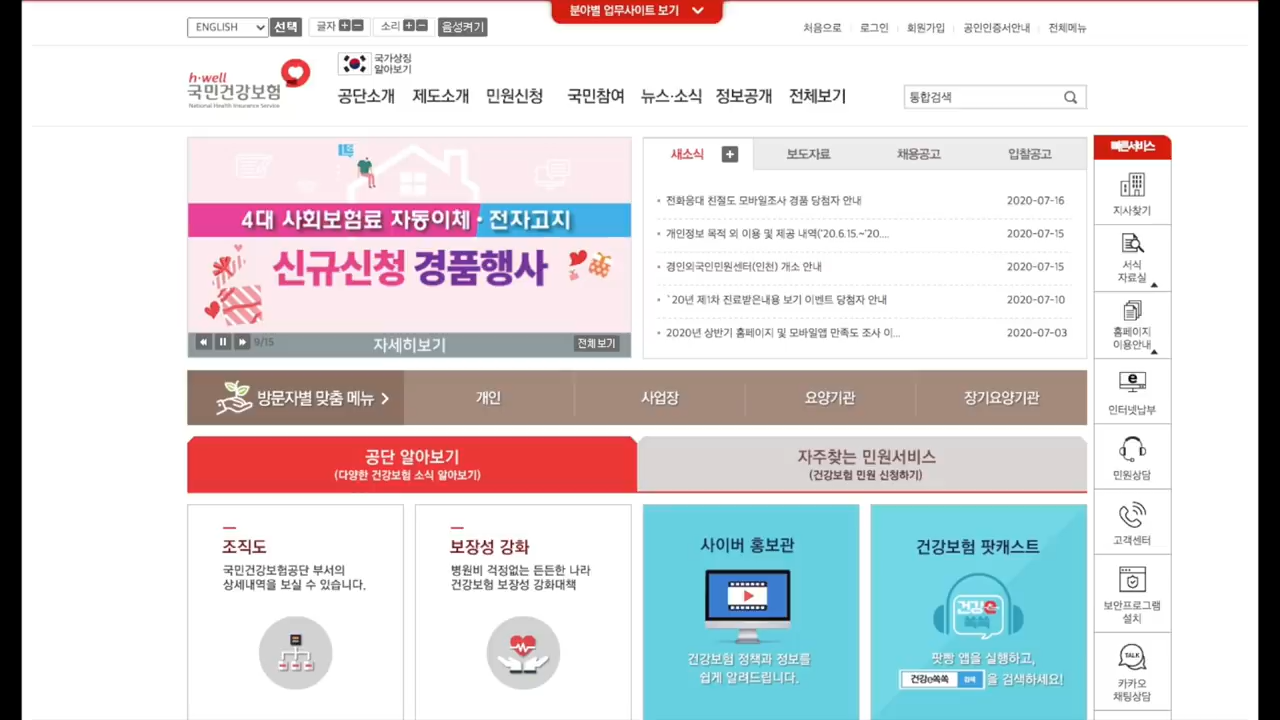 분야별 업무사이트 보기
ENGLISH
선택
글자
소리
음성켜기
처음으로
로그인
회원가입
공인인증서안내
전체메뉴
h·well
국민건강보험
National Health Insurance Service
국가상징
알아보기
공단소개
제도소개
민원신청
국민참여
뉴스·소식
정보공개
전체보기
통합검색
4대 사회보험료 자동이체·전자고지
신규신청 경품행사
9/15
자세히보기
전체보기
새소식
보도자료
채용공고
입찰공고
전화응대 친절도 모바일조사 경품 당첨자 안내 2020-07-16
개인정보 목적 외 이용 및 제공 내역('20.6.15.~'20.... 2020-07-15
경인외국인민원센터(인천) 개소 안내 2020-07-15
`20년 제1차 진료받은내용 보기 이벤트 당첨자 안내 2020-07-10
2020년 상반기 홈페이지 및 모바일앱 만족도 조사 이... 2020-07-03
빠른서비스
지사찾기
서식
자료실
홈페이지
이용안내
인터넷납부
민원상담
고객센터
보안프로그램
설치
TALK
카카오
채팅상담
방문자별 맞춤 메뉴
개인
사업장
요양기관
장기요양기관
공단 알아보기
(다양한 건강보험 소식 알아보기)
자주찾는 민원서비스
(건강보험 민원 신청하기)
조직도
국민건강보험공단 부서의
상세내역을 보실 수 있습니다.
보장성 강화
병원비 걱정없는 든든한 나라
건강보험 보장성 강화대책
사이버 홍보관
건강보험 정책과 정보를
쉽게 알려드립니다.
건강보험 팟캐스트
건강e
쏙쏙
팟빵 앱을 실행하고,
건강e쏙쏙 검색 을 검색하세요!